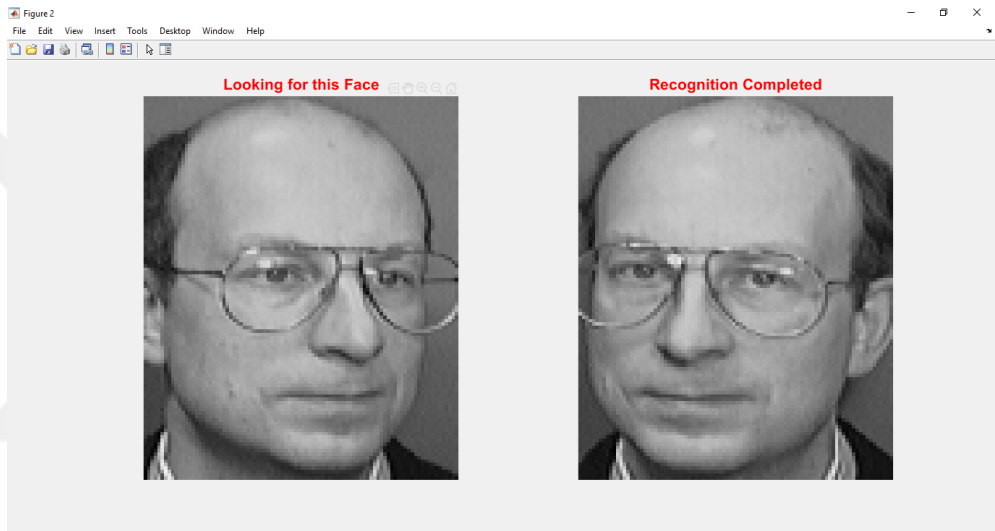 Figure 2
File Edit View Insert Tools Desktop Window Help
Looking for this Face
Recognition Completed